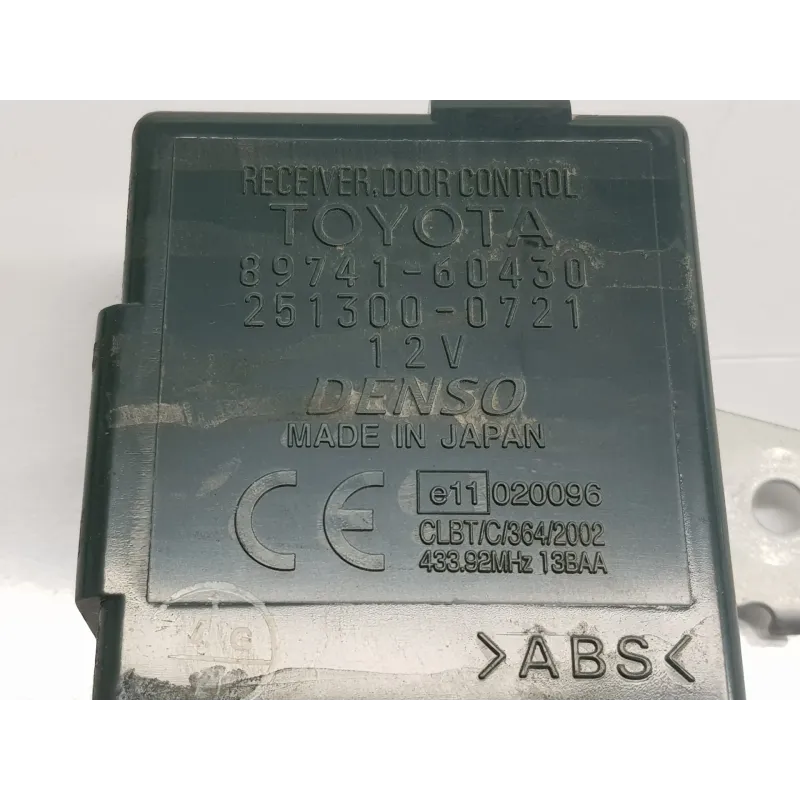 RECEIVER, DOOR CONTROL
TOYOTA
89741-60430
251300-0721
12V
DENSO
MADE IN JAPAN
CE e11 020096
CLBT/C/364/2002
433.92MHz 13BAA
4 G
>ABS<